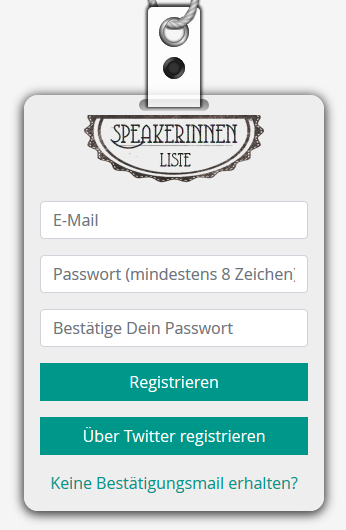 SPEAKERINNEN
LISTE
E-Mail
Passwort (mindestens 8 Zeichen)
Bestätige Dein Passwort
Registrieren
Über Twitter registrieren
Keine Bestätigungsmail erhalten?